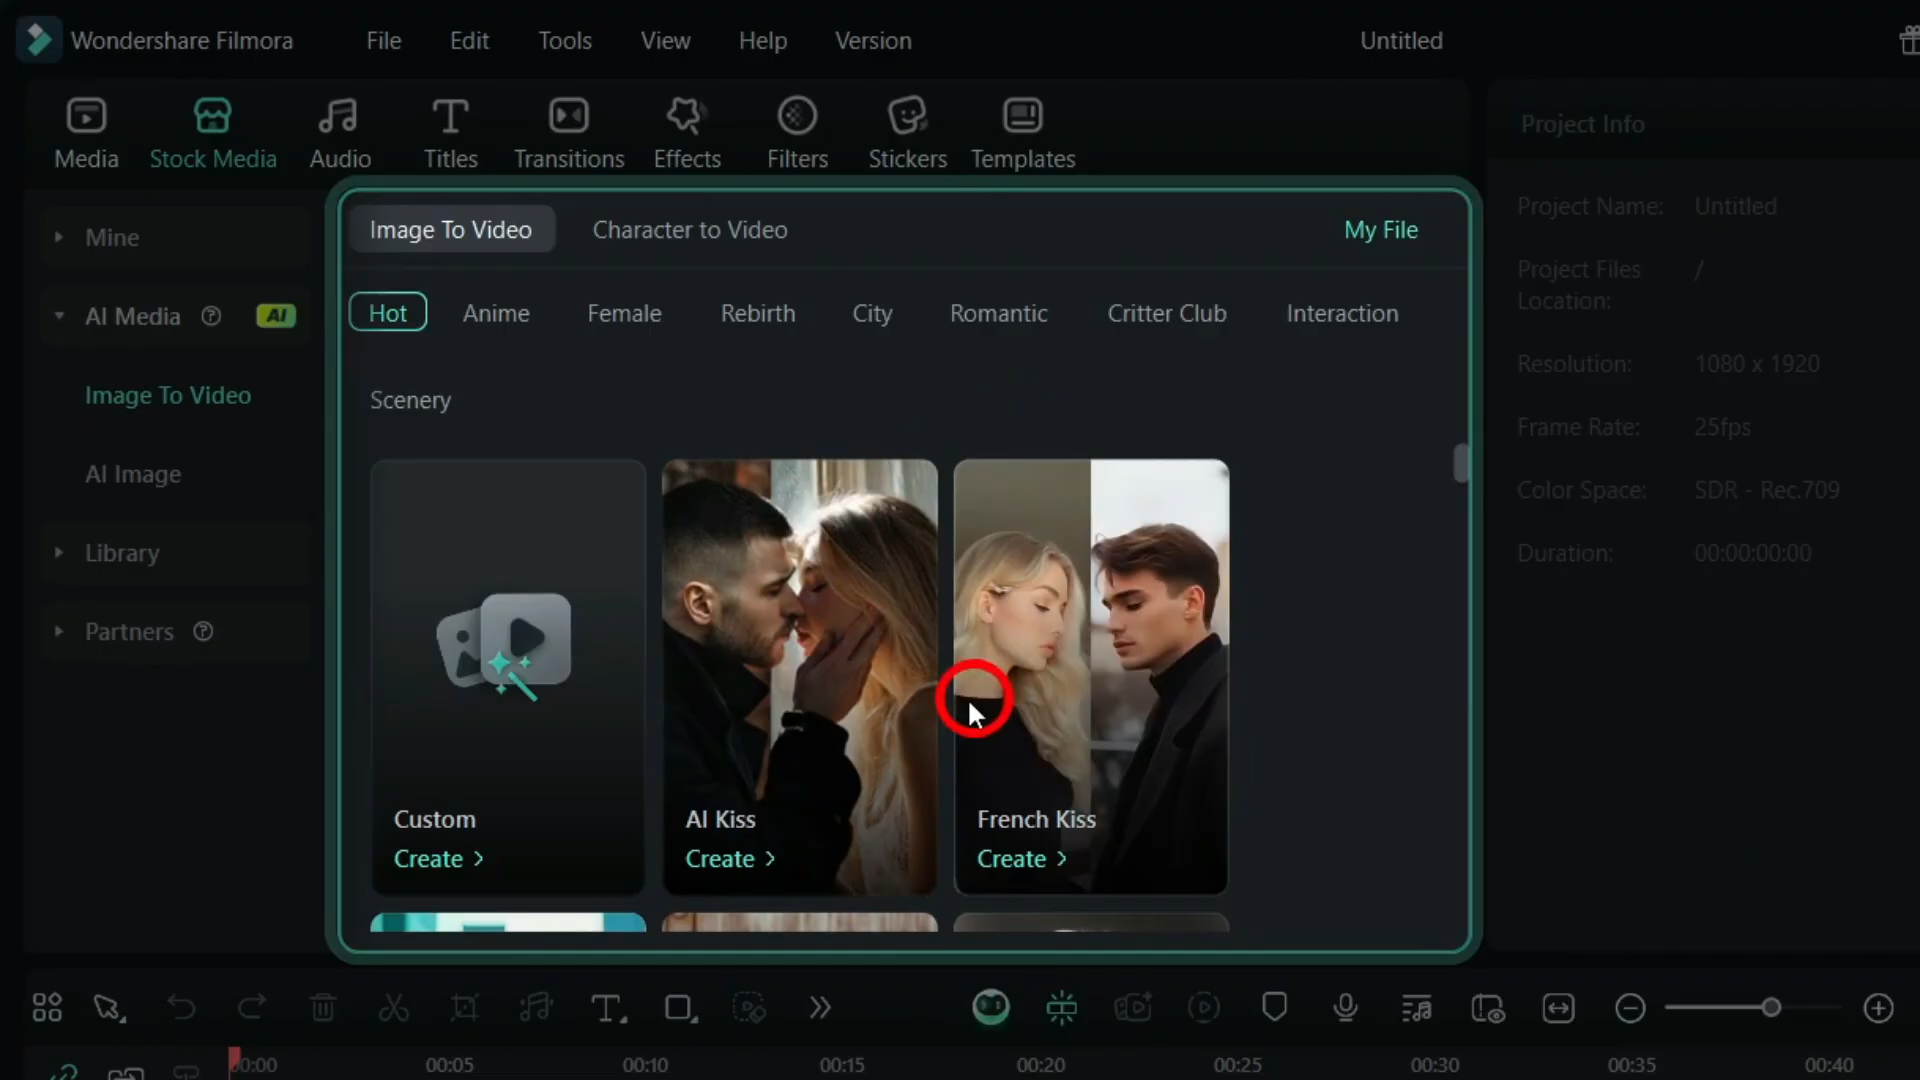 Wondershare Filmora
File
Edit
Tools
View
Help
Version
Untitled
Media
Stock Media
Audio
Titles
Transitions
Effects
Filters
Stickers
Templates
Project Info
Mine
AI Media
AI
Image To Video
AI Image
Library
Partners
Image To Video
Character to Video
My File
Hot
Anime
Female
Rebirth
City
Romantic
Critter Club
Interaction
Scenery
Custom
Create >
AI Kiss
Create >
French Kiss
Create >
Project Name: Untitled
Project Files Location: /
Resolution: 1080 x 1920
Frame Rate: 25fps
Color Space: SDR - Rec.709
Duration: 00:00:00:00
00:00
00:05
00:10
00:15
00:20
00:25
00:30
00:35
00:40